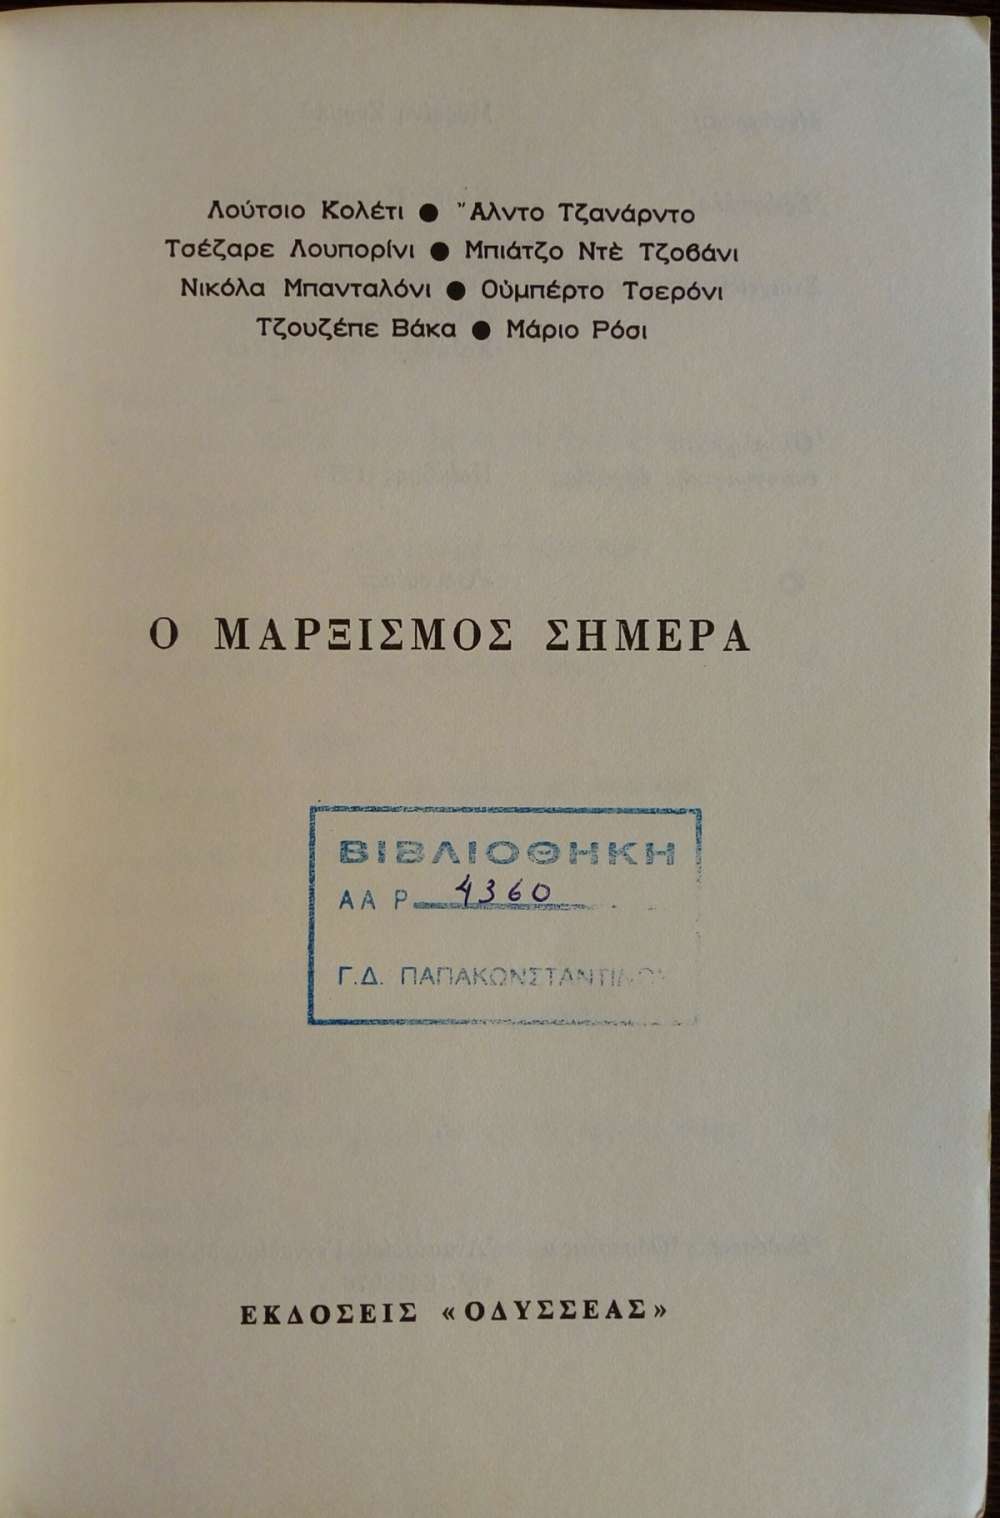 Λούτσιο Κολέτι ● Ἄλντο Τζανάρντο
Τσέζαρε Λουπορίνι ● Μπιάτζο Ντὲ Τζοβάνι
Νικόλα Μπανταλόνι ● Οὐμπέρτο Τσερόνι
Τζουζέπε Βάκα ● Μάριο Ρόσι
Ο ΜΑΡΞΙΣΜΟΣ ΣΗΜΕΡΑ
ΒΙΒΛΙΟΘΗΚΗ
ΑΑ Ρ 4360
Γ.Δ. ΠΑΠΑΚΩΝΣΤΑΝΤΙΝΟΥ
ΕΚΔΟΣΕΙΣ «ΟΔΥΣΣΕΑΣ»